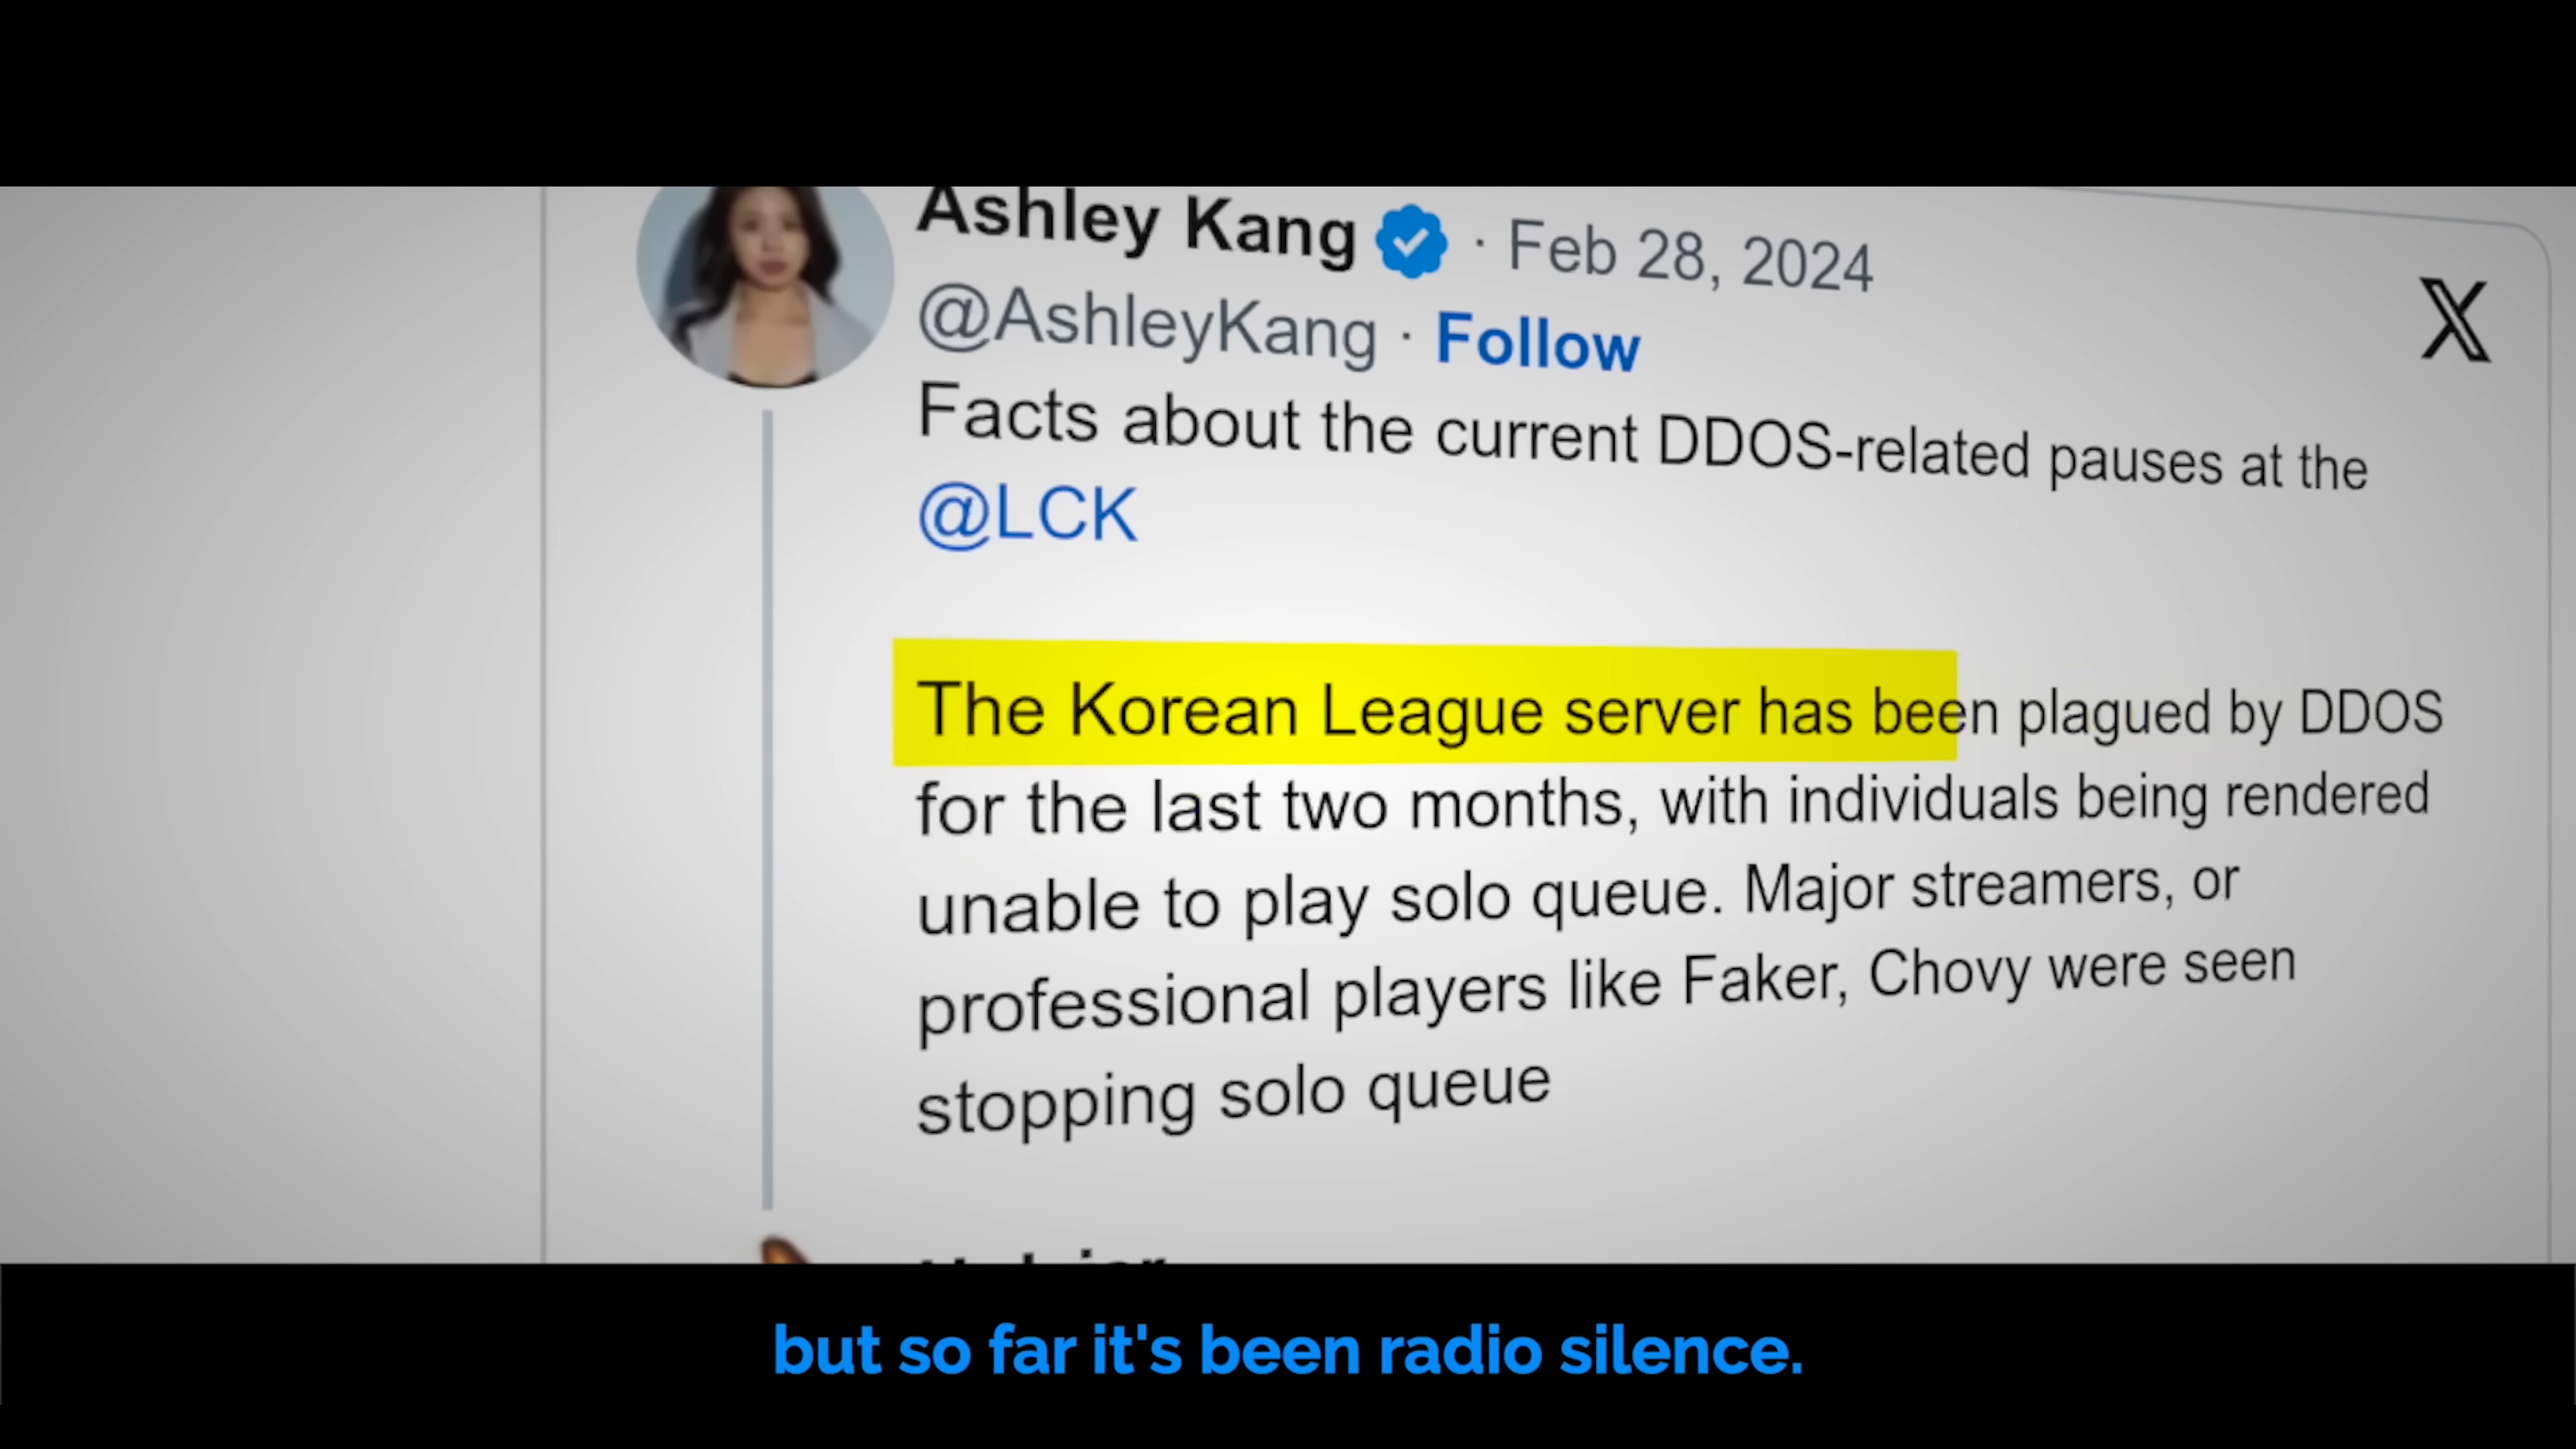 Ashley Kang · Feb 28, 2024
@AshleyKang · Follow
Facts about the current DDOS-related pauses at the
@LCK
The Korean League server has been plagued by DDOS
for the last two months, with individuals being rendered
unable to play solo queue. Major streamers, or
professional players like Faker, Chovy were seen
stopping solo queue
but so far it's been radio silence.